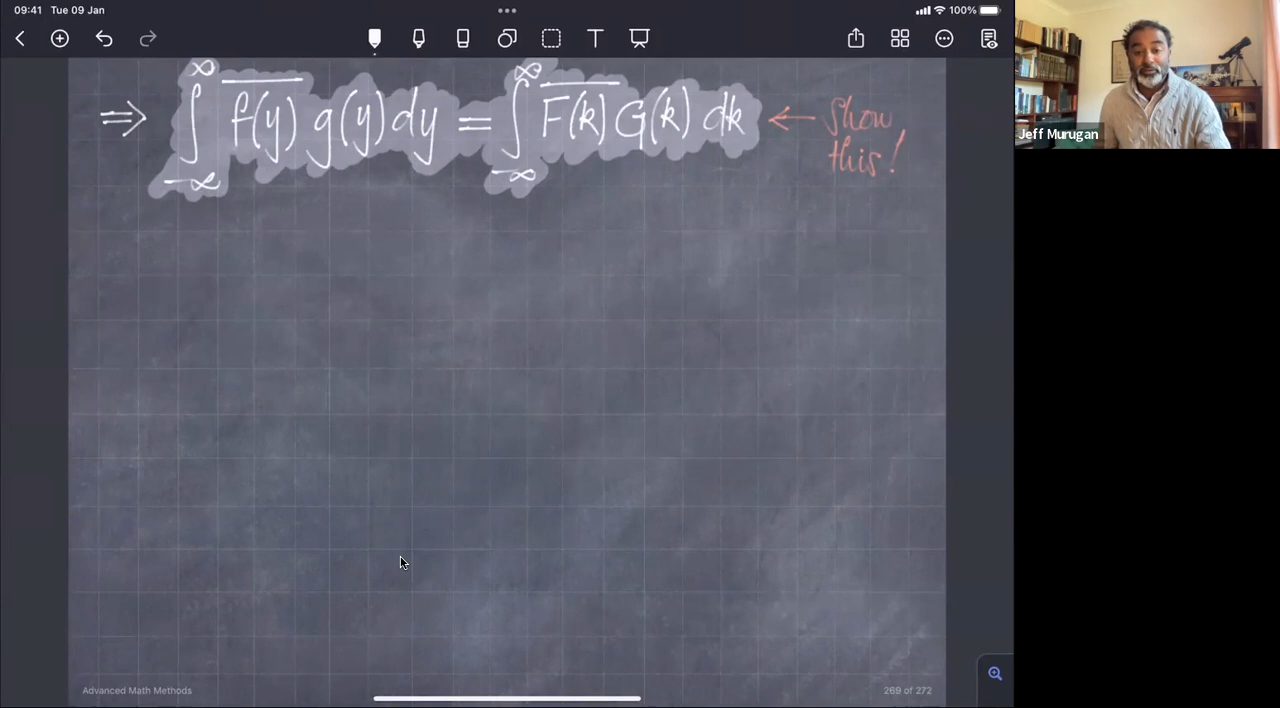 09:41 Tue 09 Jan
100%
⇒ ∫_{-∞}^{∞} \overline{f(y)} g(y) dy = ∫_{-∞}^{∞} \overline{F(k)} G(k) dk ← Show
this!
Jeff Murugan
Advanced Math Methods
269 of 272